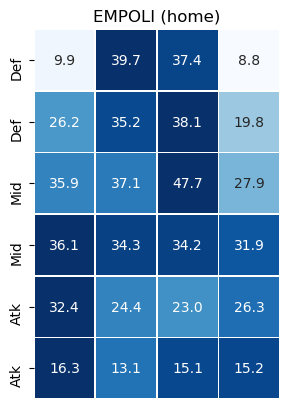 EMPOLI (home)
Def 9.9 39.7 37.4 8.8
Def 26.2 35.2 38.1 19.8
Mid 35.9 37.1 47.7 27.9
Mid 36.1 34.3 34.2 31.9
Atk 32.4 24.4 23.0 26.3
Atk 16.3 13.1 15.1 15.2